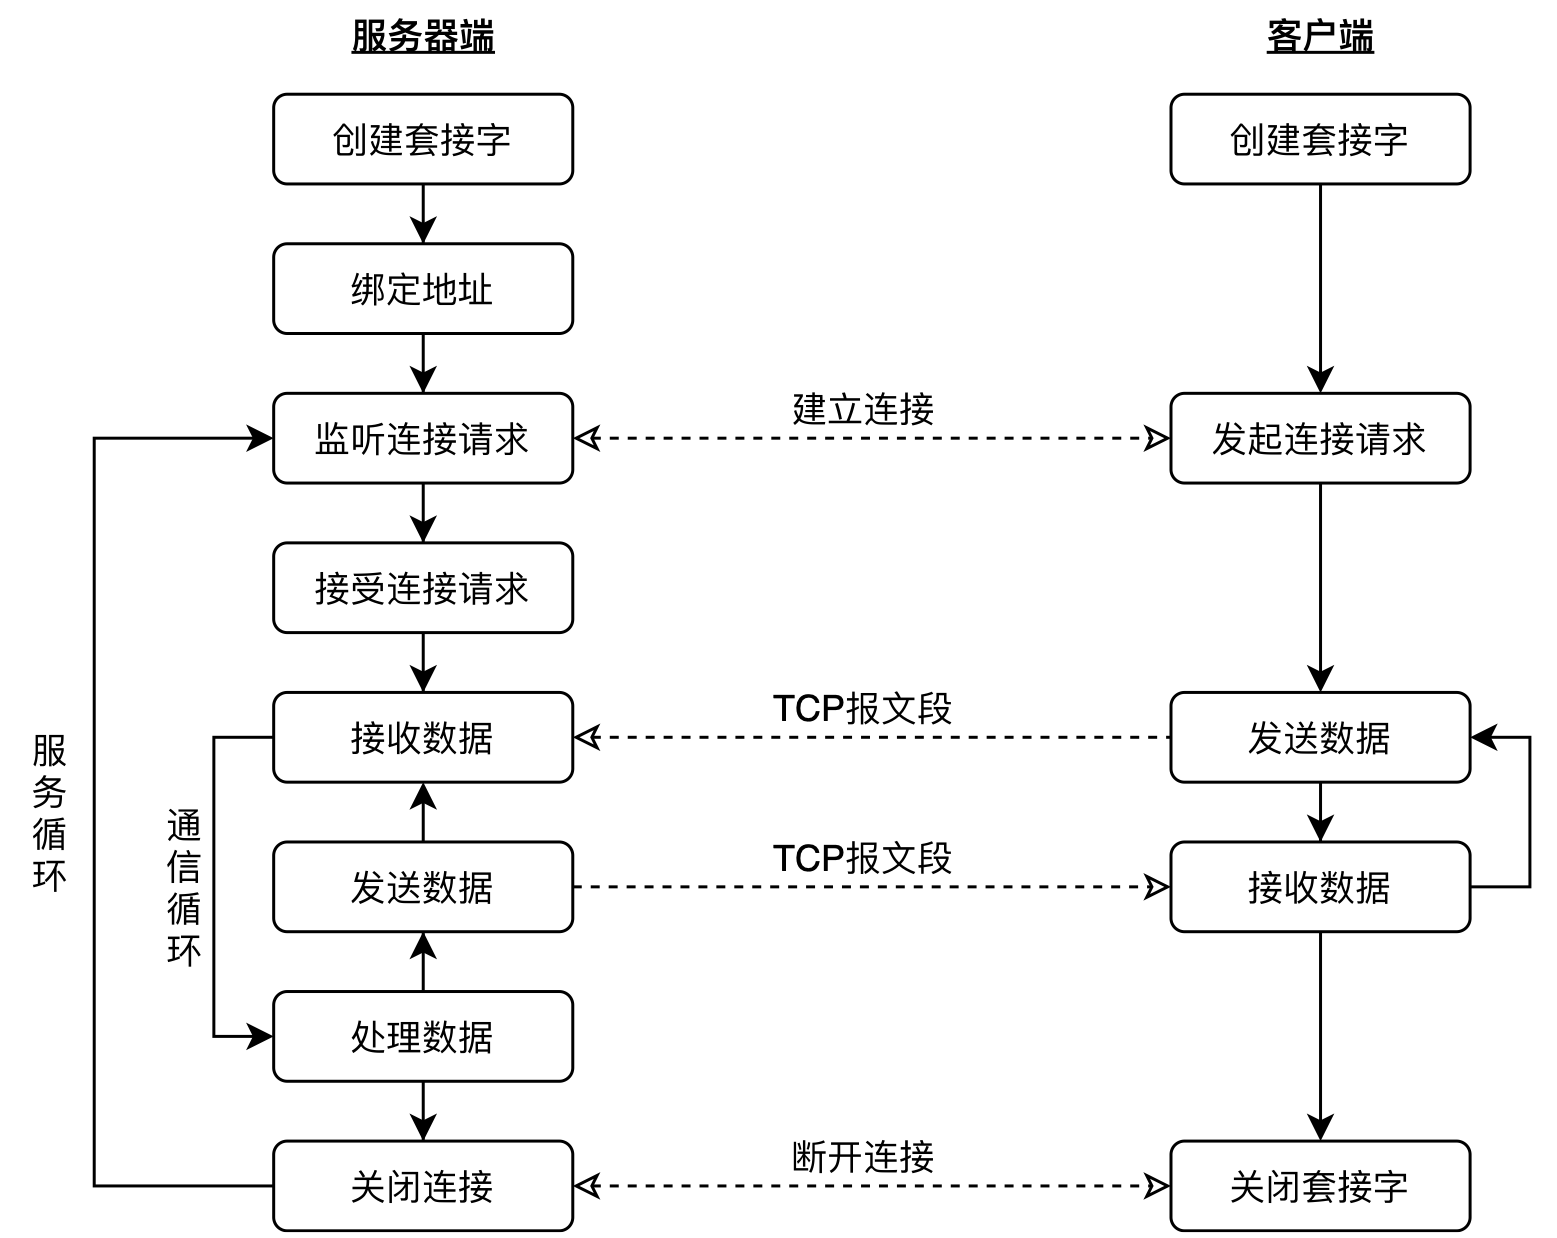 服务器端
客户端
创建套接字
创建套接字
绑定地址
建立连接
监听连接请求
发起连接请求
接受连接请求
TCP报文段
接收数据
发送数据
服务循环
通信循环
TCP报文段
发送数据
接收数据
处理数据
断开连接
关闭连接
关闭套接字